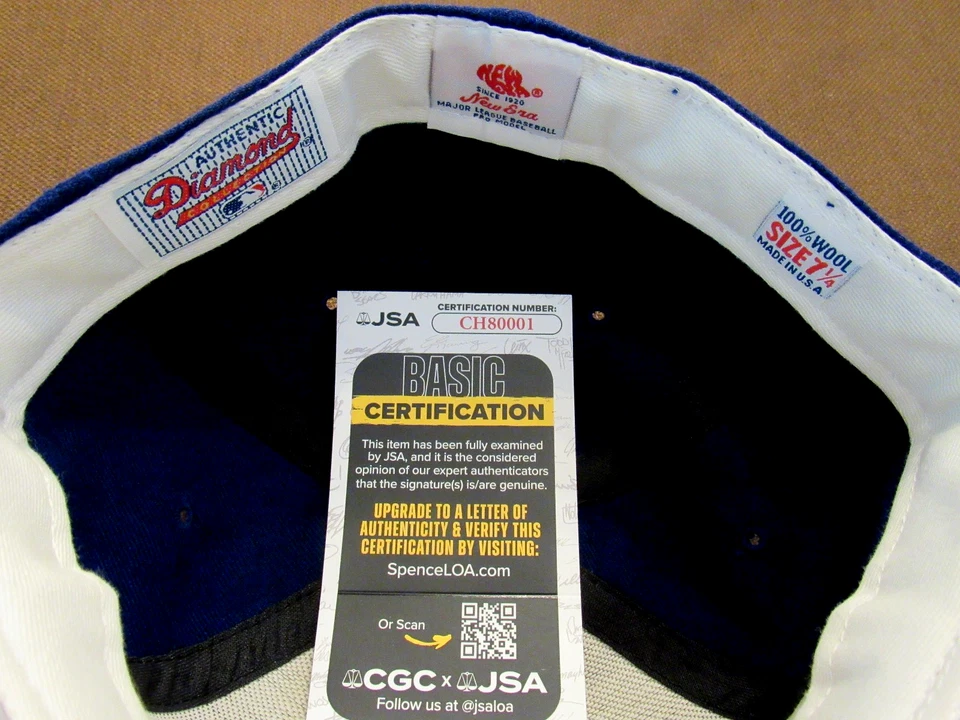 AUTHENTIC
Diamond
COLLECTION
®
®
NEW
ERA
®
SINCE 1920
New Era
MAJOR LEAGUE BASEBALL
PRO MODEL
100% WOOL
SIZE 7 1/4
MADE IN U.S.A.
JSA
CERTIFICATION NUMBER:
CH80001
BASIC
CERTIFICATION
This item has been fully examined
by JSA, and it is the considered
opinion of our expert authenticators
that the signature(s) is/are genuine.
UPGRADE TO A LETTER OF
AUTHENTICITY & VERIFY THIS
CERTIFICATION BY VISITING:
SpenceLOA.com
Or Scan
CGC x JSA
Follow us at @jsaloa